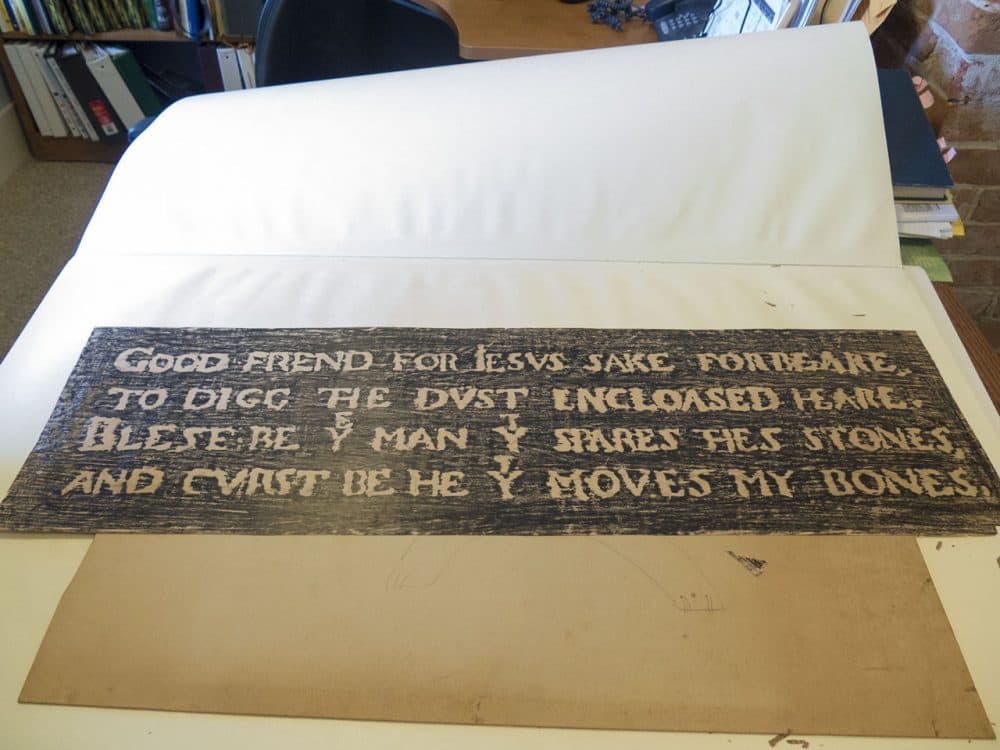 GOOD FREND FOR JESVS SAKE FORBEARE,
TO DIGG THE DVST ENCLOASED HEARE.
BLESE·BE Yᴱ MAN Yᵀ SPARES THES STONES,
AND CVRST BE HE Yᵀ MOVES MY BONES.